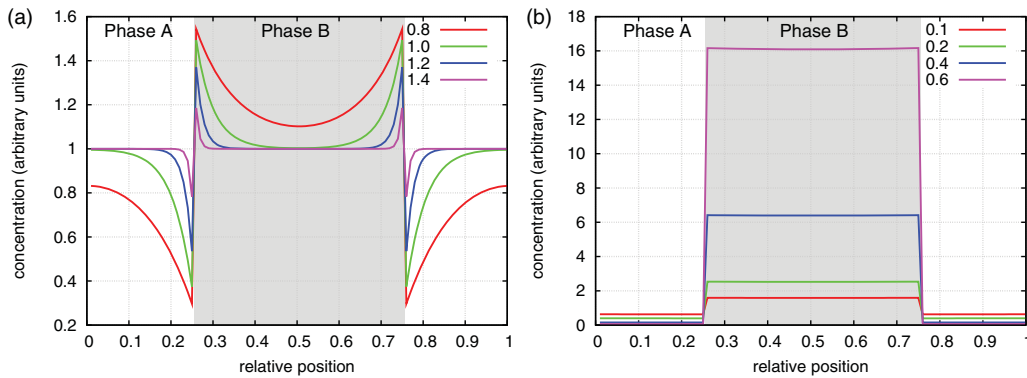 (a)
concentration (arbitrary units)
1.6
1.4
1.2
1
0.8
0.6
0.4
0.2
Phase A
Phase B
0.8
1.0
1.2
1.4
0 0.1 0.2 0.3 0.4 0.5 0.6 0.7 0.8 0.9 1
relative position
(b)
concentration (arbitrary units)
18
16
14
12
10
8
6
4
2
0
Phase A
Phase B
0.1
0.2
0.4
0.6
0 0.1 0.2 0.3 0.4 0.5 0.6 0.7 0.8 0.9 1
relative position